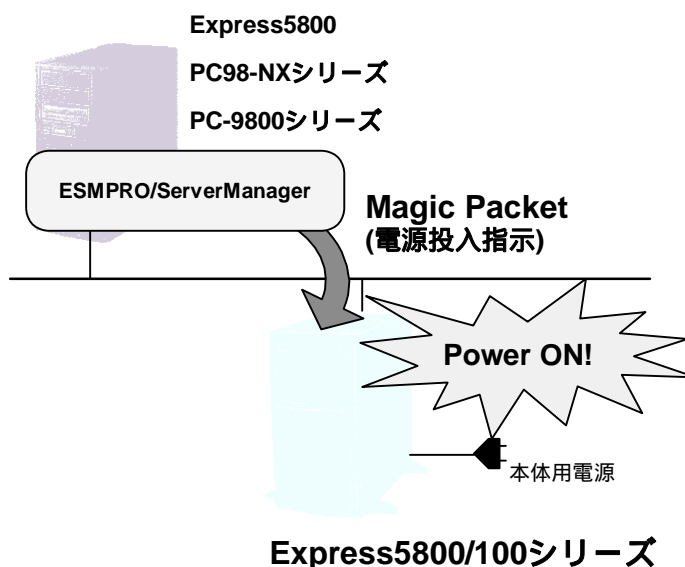 Express5800
PC98-NXシリーズ
PC-9800シリーズ
ESMPRO/ServerManager
Magic Packet
(電源投入指示)
Power ON!
本体用電源
Express5800/100シリーズ